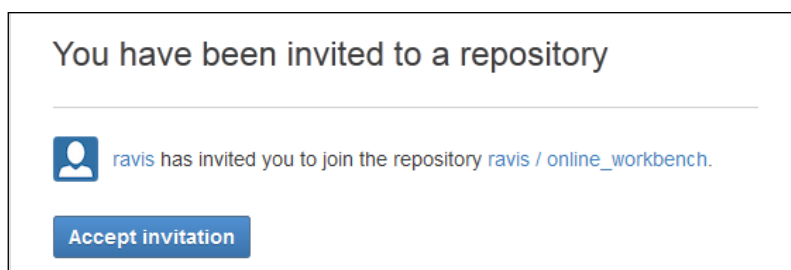 You have been invited to a repository
ravis has invited you to join the repository ravis / online_workbench.
Accept invitation